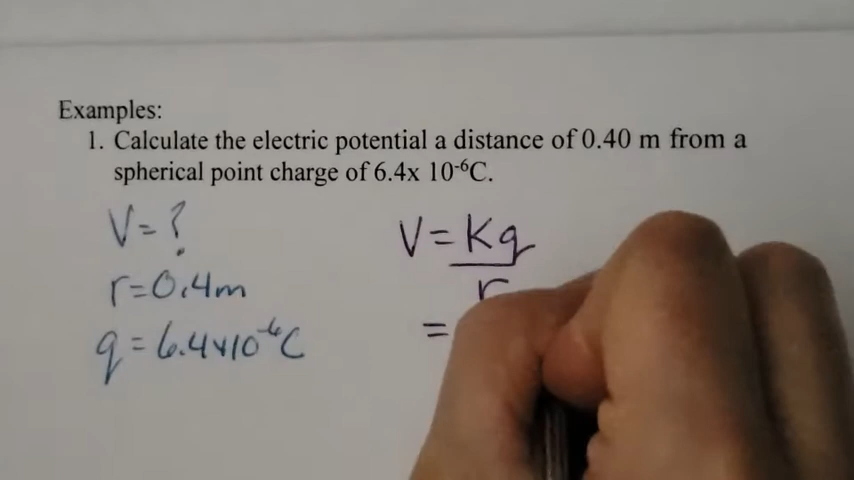 Examples:
1. Calculate the electric potential a distance of 0.40 m from a
spherical point charge of 6.4x 10⁻⁶C.
V=?
r=0.4m
q=6.4x10⁻⁶C
V=Kq
r
=